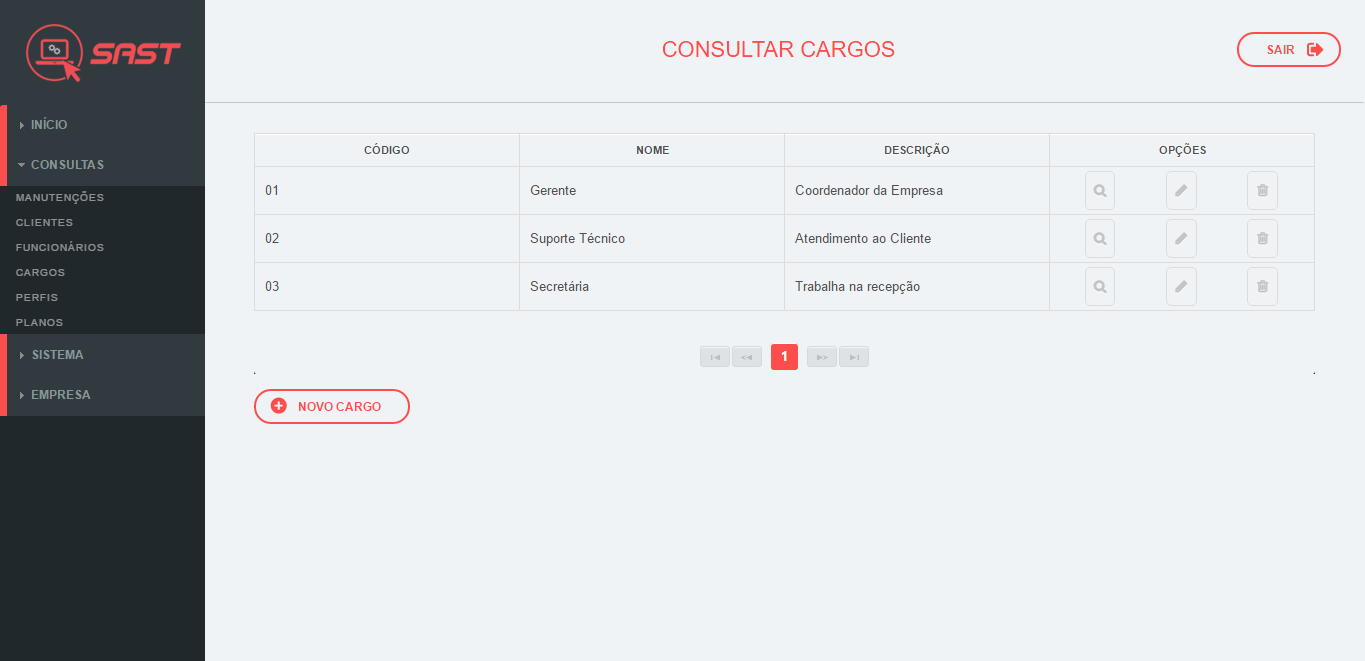 SAST
CONSULTAR CARGOS
SAIR
INÍCIO
CONSULTAS
MANUTENÇÕES
CLIENTES
FUNCIONÁRIOS
CARGOS
PERFIS
PLANOS
SISTEMA
EMPRESA
CÓDIGO NOME DESCRIÇÃO OPÇÕES
01 Gerente Coordenador da Empresa
02 Suporte Técnico Atendimento ao Cliente
03 Secretária Trabalha na recepção
1
NOVO CARGO